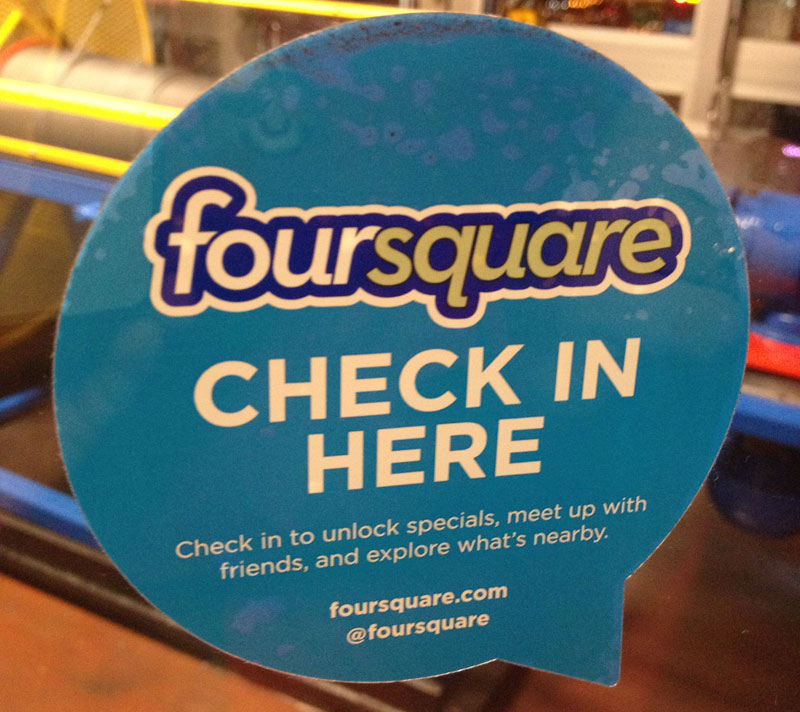 foursquare
CHECK IN
HERE
Check in to unlock specials, meet up with
friends, and explore what's nearby.
foursquare.com
@foursquare